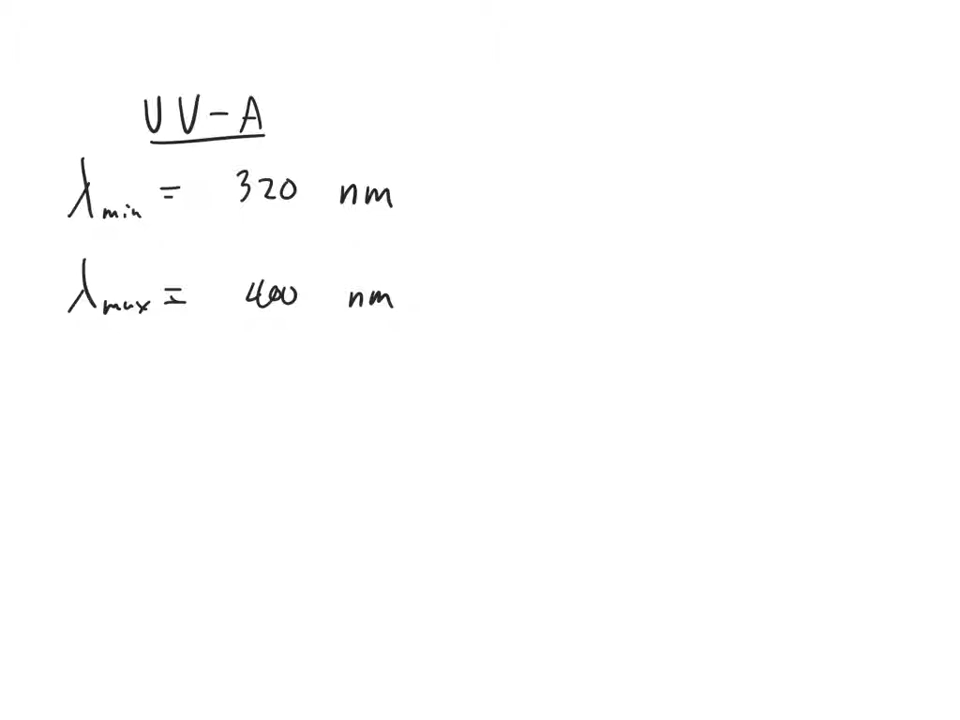 UV-A
λmin = 320 nm
λmax = 400 nm